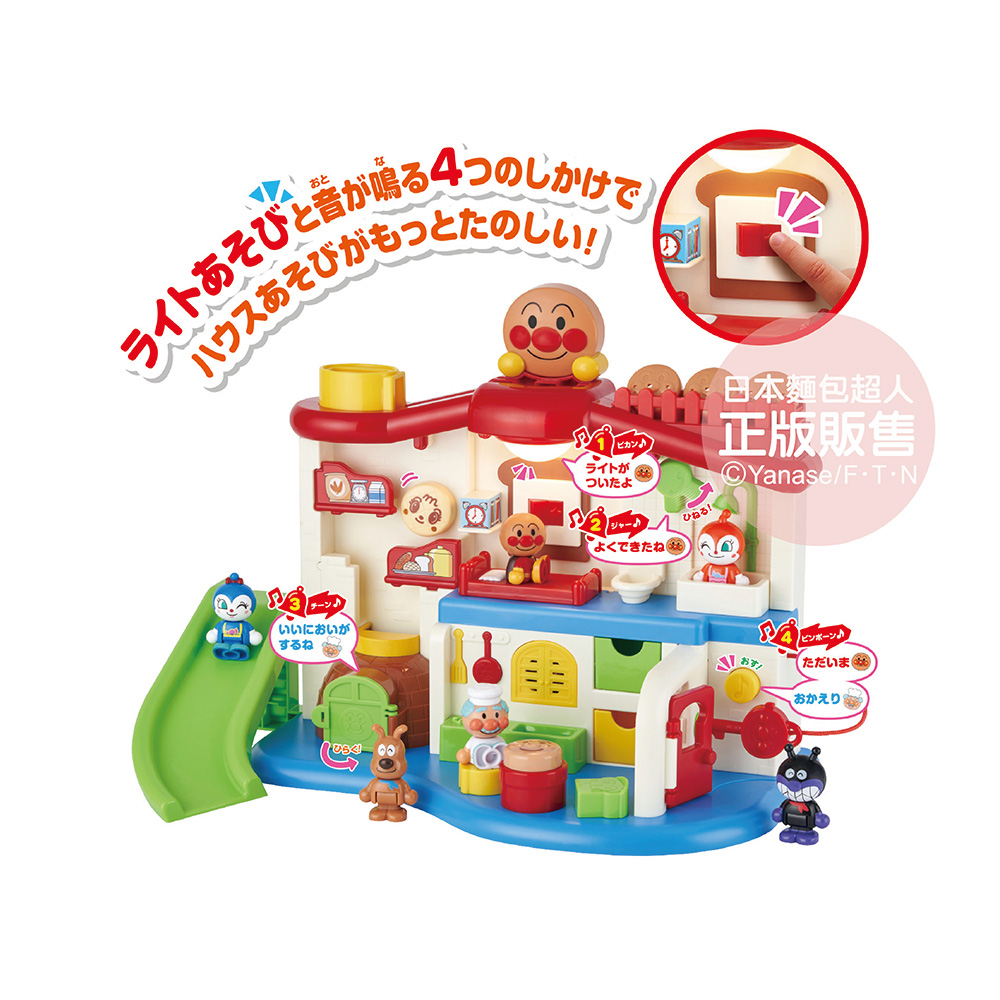 ライトあそびと音が鳴る4つのしかけで
おと
な
ハウスあそびがもっとたのしい!
日本麵包超人
正版販售
©Yanase/F・T・N
1 ピカン♪
ライトが
ついたよ
ひねる!
2 ジャー♪
よくできたね
3 チーン♪
いいにおいが
するね
4 ピンポーン♪
おす!
ただいま
おかえり
ひらく!